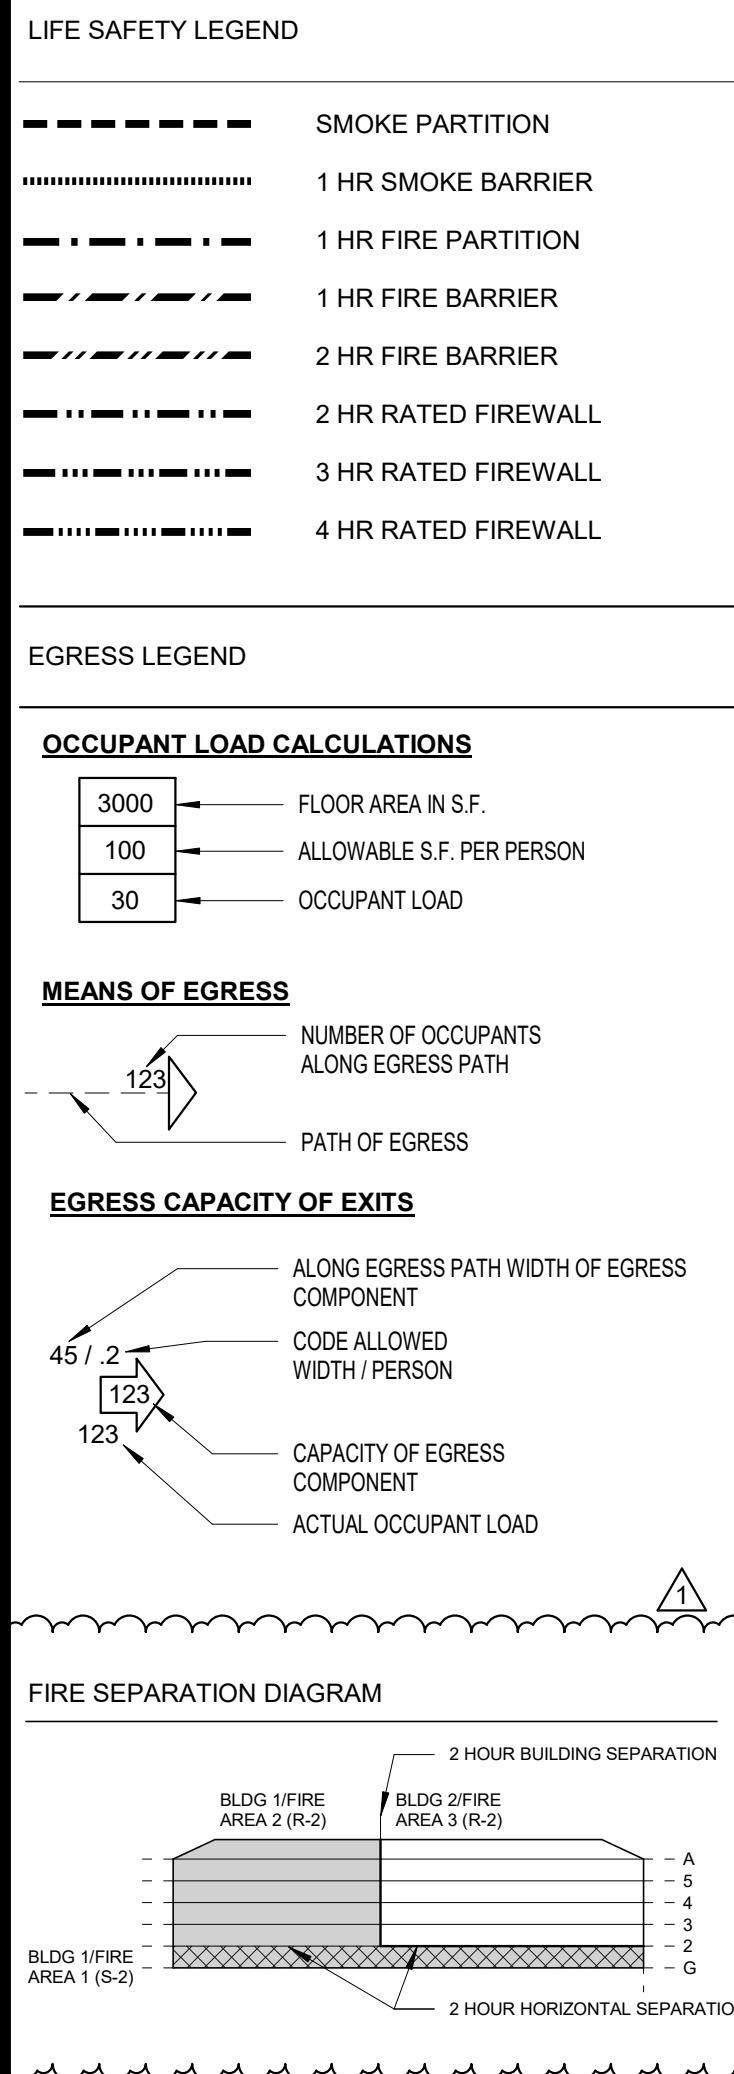 LIFE SAFETY LEGEND
SMOKE PARTITION
1 HR SMOKE BARRIER
1 HR FIRE PARTITION
1 HR FIRE BARRIER
2 HR FIRE BARRIER
2 HR RATED FIREWALL
3 HR RATED FIREWALL
4 HR RATED FIREWALL
EGRESS LEGEND
OCCUPANT LOAD CALCULATIONS
3000 FLOOR AREA IN S.F.
100 ALLOWABLE S.F. PER PERSON
30 OCCUPANT LOAD
MEANS OF EGRESS
NUMBER OF OCCUPANTS
ALONG EGRESS PATH
123
PATH OF EGRESS
EGRESS CAPACITY OF EXITS
ALONG EGRESS PATH WIDTH OF EGRESS
COMPONENT
45 / .2
CODE ALLOWED
WIDTH / PERSON
123
123
CAPACITY OF EGRESS
COMPONENT
ACTUAL OCCUPANT LOAD
1
FIRE SEPARATION DIAGRAM
2 HOUR BUILDING SEPARATION
BLDG 1/FIRE
AREA 2 (R-2)
BLDG 2/FIRE
AREA 3 (R-2)
A
5
4
3
2
G
BLDG 1/FIRE
AREA 1 (S-2)
2 HOUR HORIZONTAL SEPARATIO